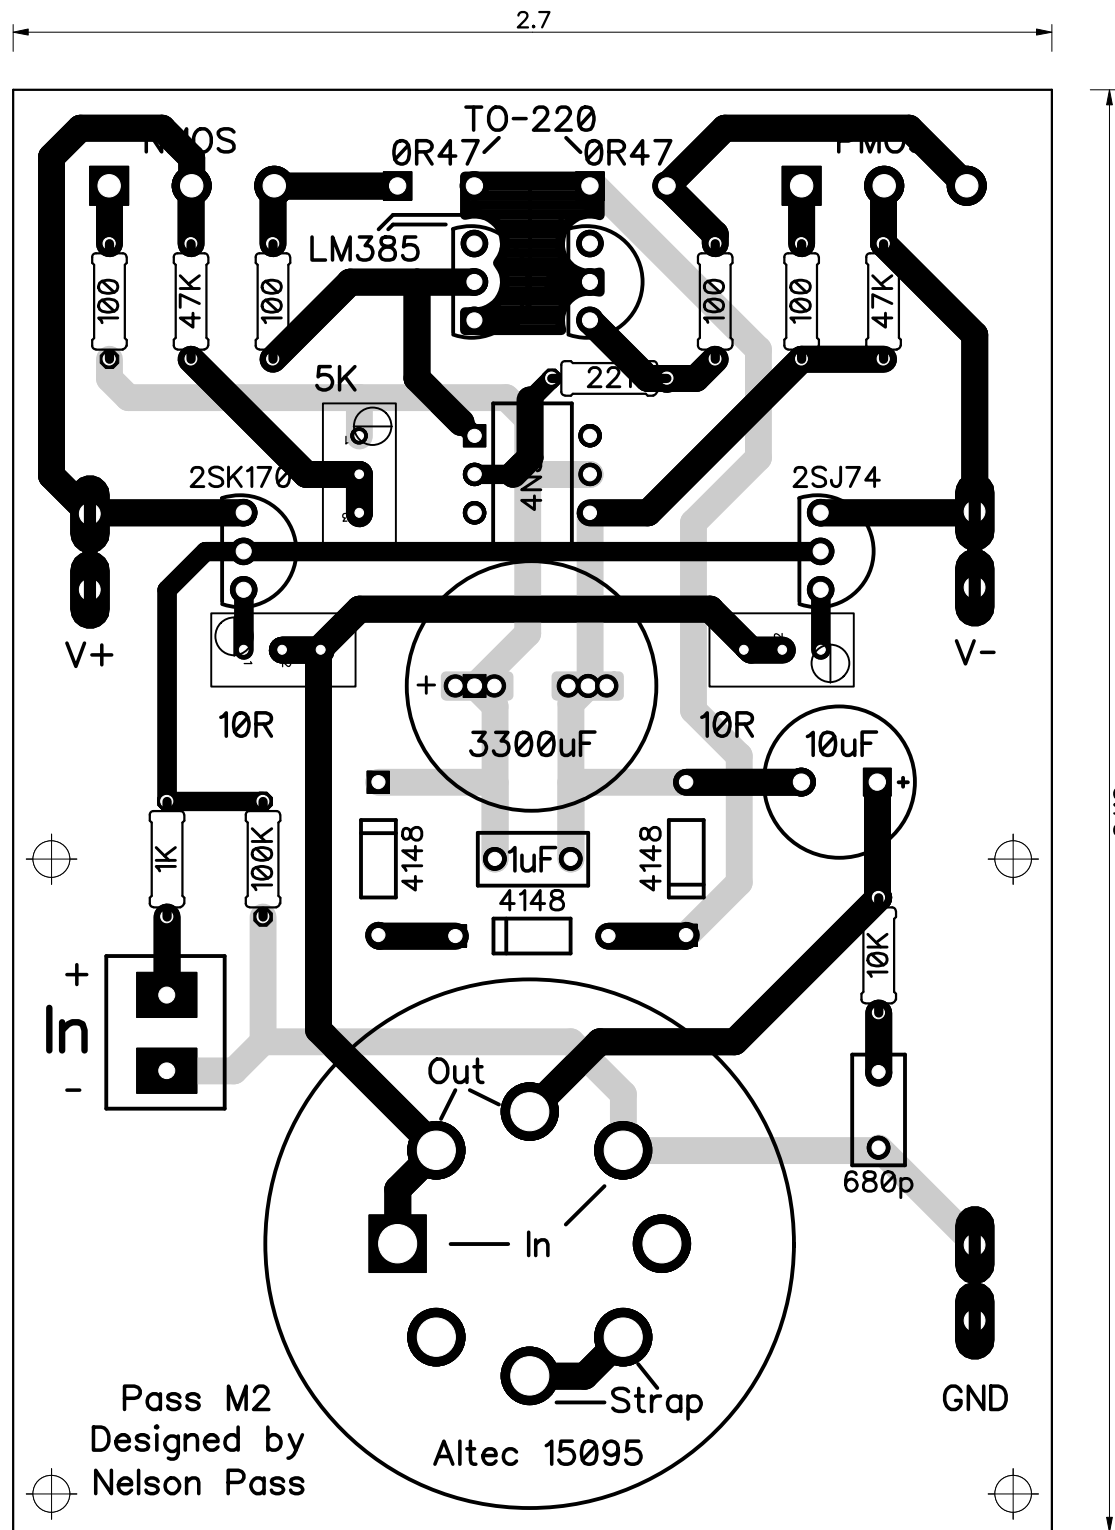 2.7
TO-220
0R47
0R47
LM385
100
47K
100
100
100
47K
5K
2SK170
2SJ74
V+
V-
10R
10R
+
3300uF
10uF
+
1K
100K
4148
1uF
4148
4148
10K
+
In
-
Out
680p
In
Strap
GND
Pass M2
Designed by
Nelson Pass
Altec 15095